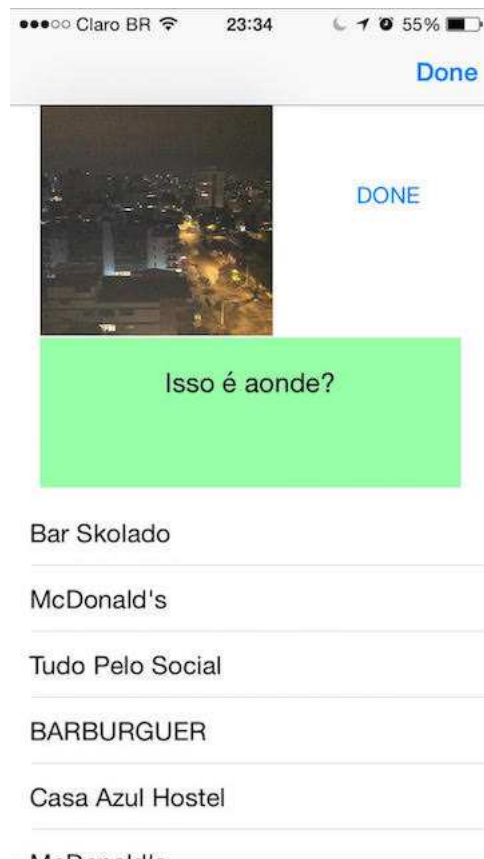 Claro BR 23:34 55%
Done
DONE
Isso é aonde?
Bar Skolado
McDonald's
Tudo Pelo Social
BARBURGUER
Casa Azul Hostel
McDonald's